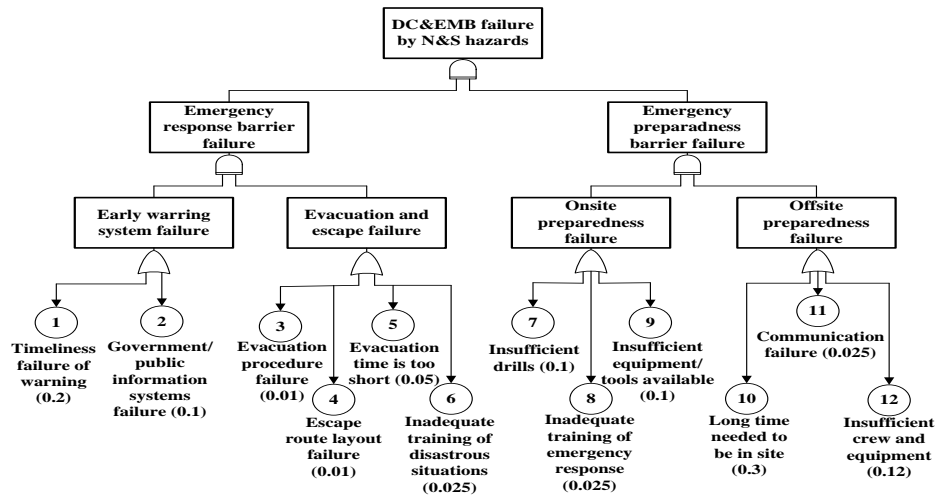 DC&EMB failure
by N&S hazards
Emergency
response barrier
failure
Emergency
preparadness
barrier failure
Early warring
system failure
Evacuation and
escape failure
Onsite
preparedness
failure
Offsite
preparedness
failure
1
Timeliness
failure of
warning
(0.2)
2
Government/
public
information
systems
failure (0.1)
3
Evacuation
procedure
failure
(0.01)
4
Escape
route layout
failure
(0.01)
5
Evacuation
time is too
short (0.05)
6
Inadequate
training of
disastrous
situations
(0.025)
7
Insufficient
drills (0.1)
8
Inadequate
training of
emergency
response
(0.025)
9
Insufficient
equipment/
tools available
(0.1)
10
Long time
needed to
be in site
(0.3)
11
Communication
failure (0.025)
12
Insufficient
crew and
equipment
(0.12)